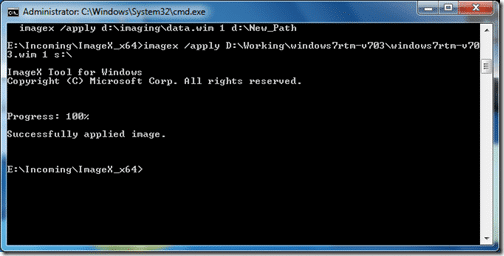 Administrator: C:\Windows\System32\cmd.exe
imagex /apply d:\imaging\data.wim 1 d:\New_Path
E:\Incoming\ImageX_x64>imagex /apply D:\Working\windows7rtm-v703\windows7rtm-v70
3.wim 1 s:\
ImageX Tool for Windows
Copyright (C) Microsoft Corp. All rights reserved.
Progress: 100%
Successfully applied image.
E:\Incoming\ImageX_x64>